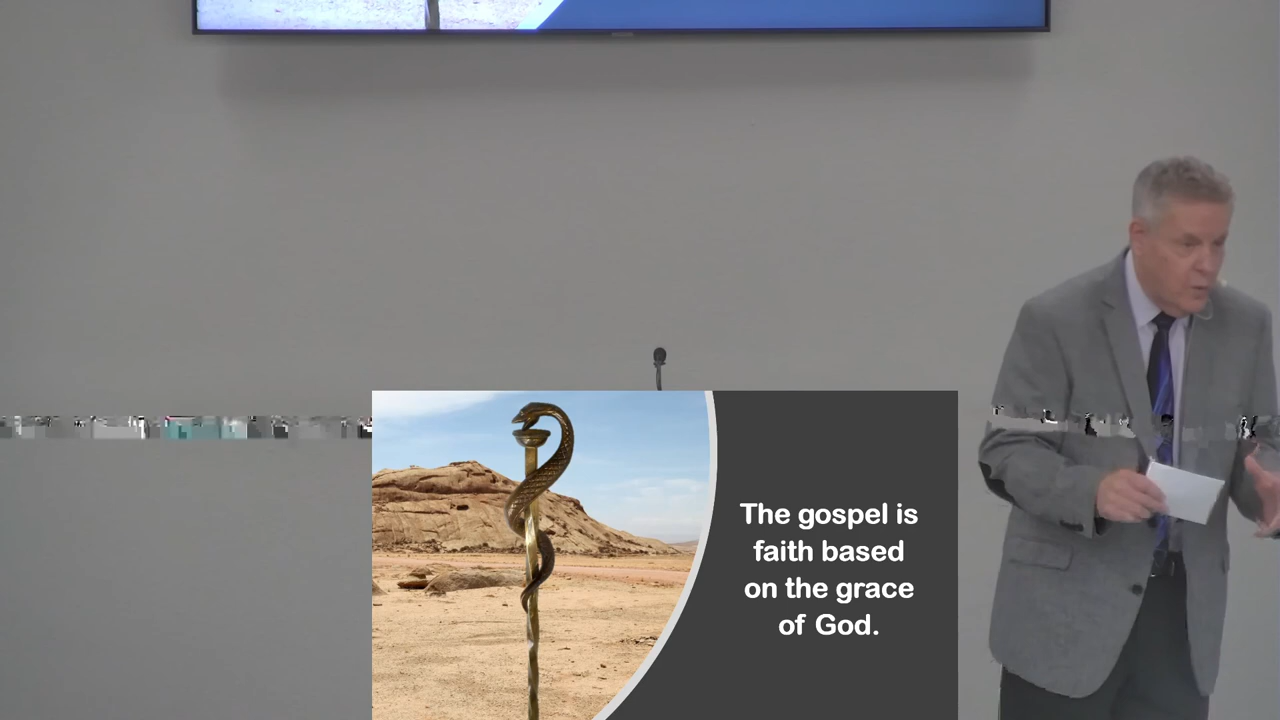 The gospel is
faith based
on the grace
of God.